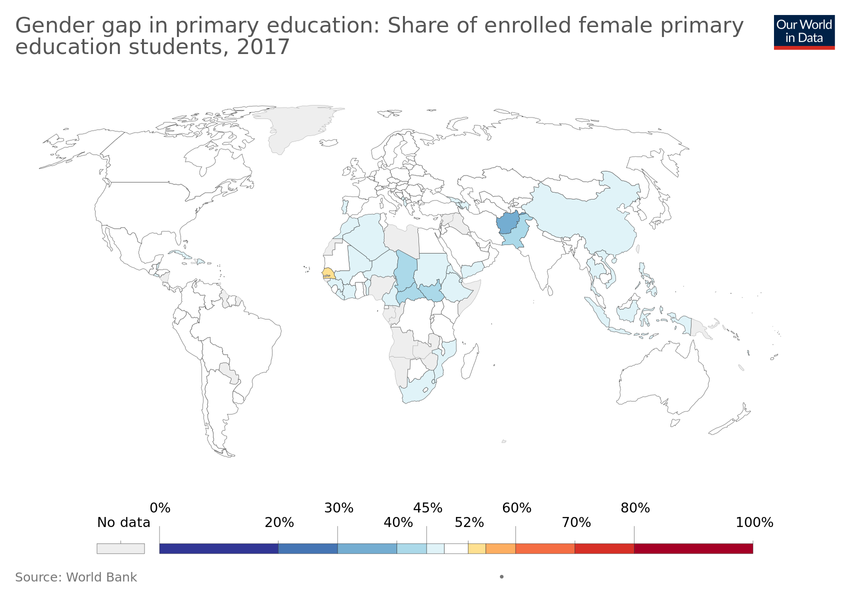 Gender gap in primary education: Share of enrolled female primary
education students, 2017
Our World
in Data
0% 30% 45% 60% 80%
No data 20% 40% 52% 70% 100%
Source: World Bank